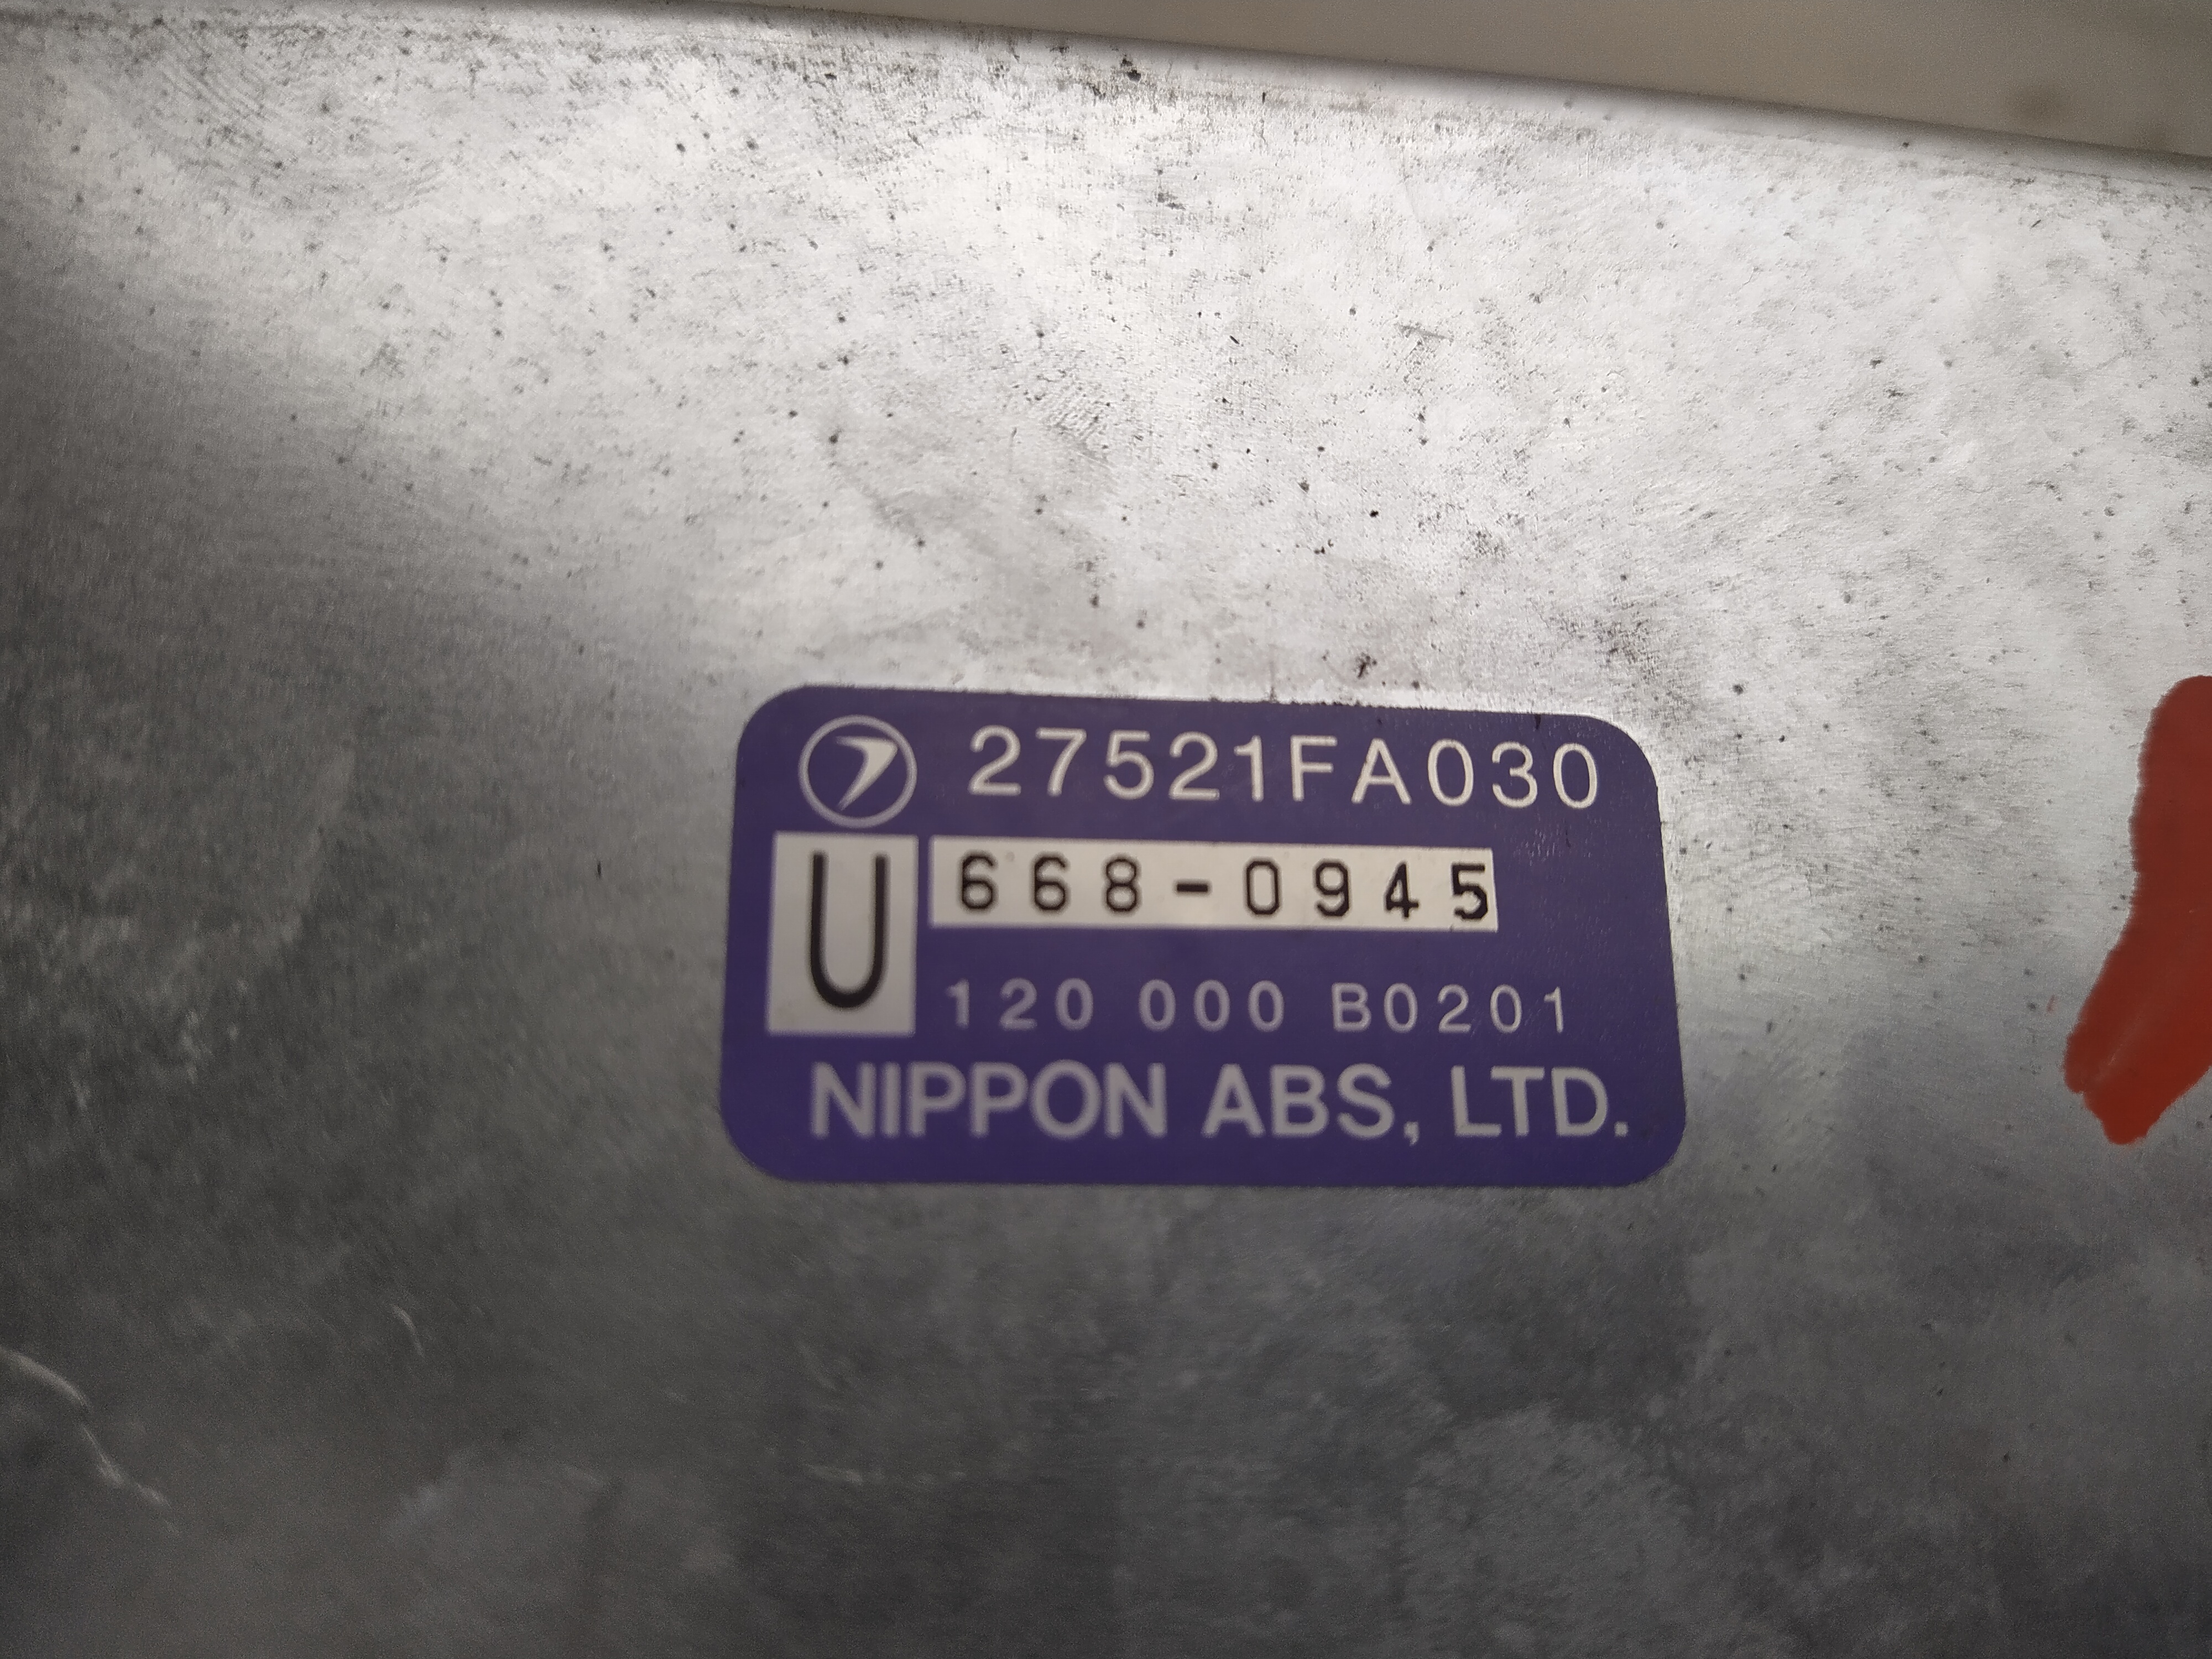 27521FA030
U 668-0945
120 000 B0201
NIPPON ABS, LTD.